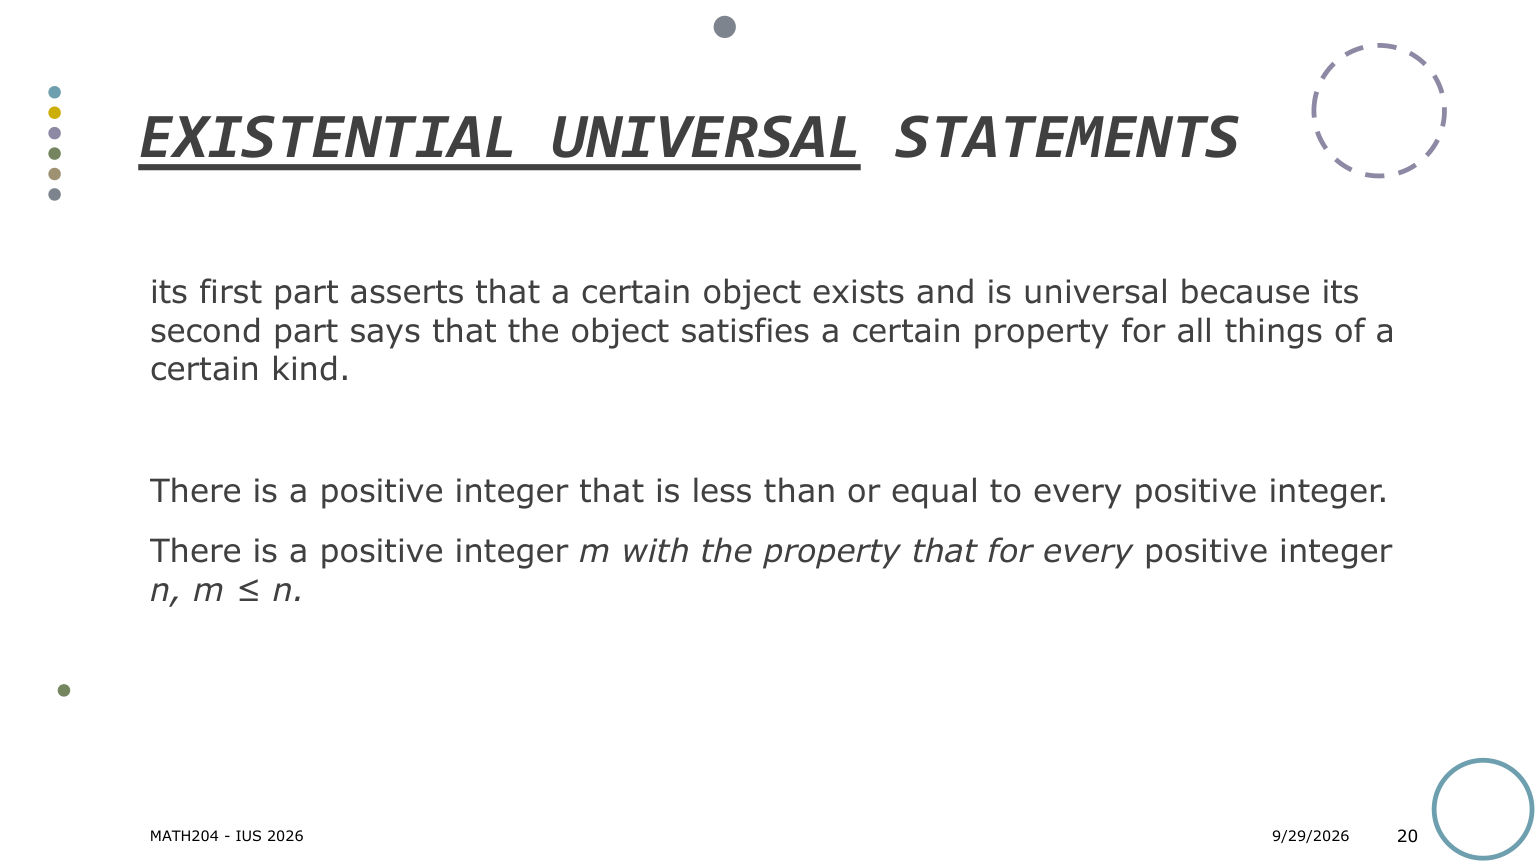 EXISTENTIAL UNIVERSAL STATEMENTS
its first part asserts that a certain object exists and is universal because its
second part says that the object satisfies a certain property for all things of a
certain kind.
There is a positive integer that is less than or equal to every positive integer.
There is a positive integer m with the property that for every positive integer
n, m ≤ n.
MATH204 - IUS 2026
9/29/2026
20